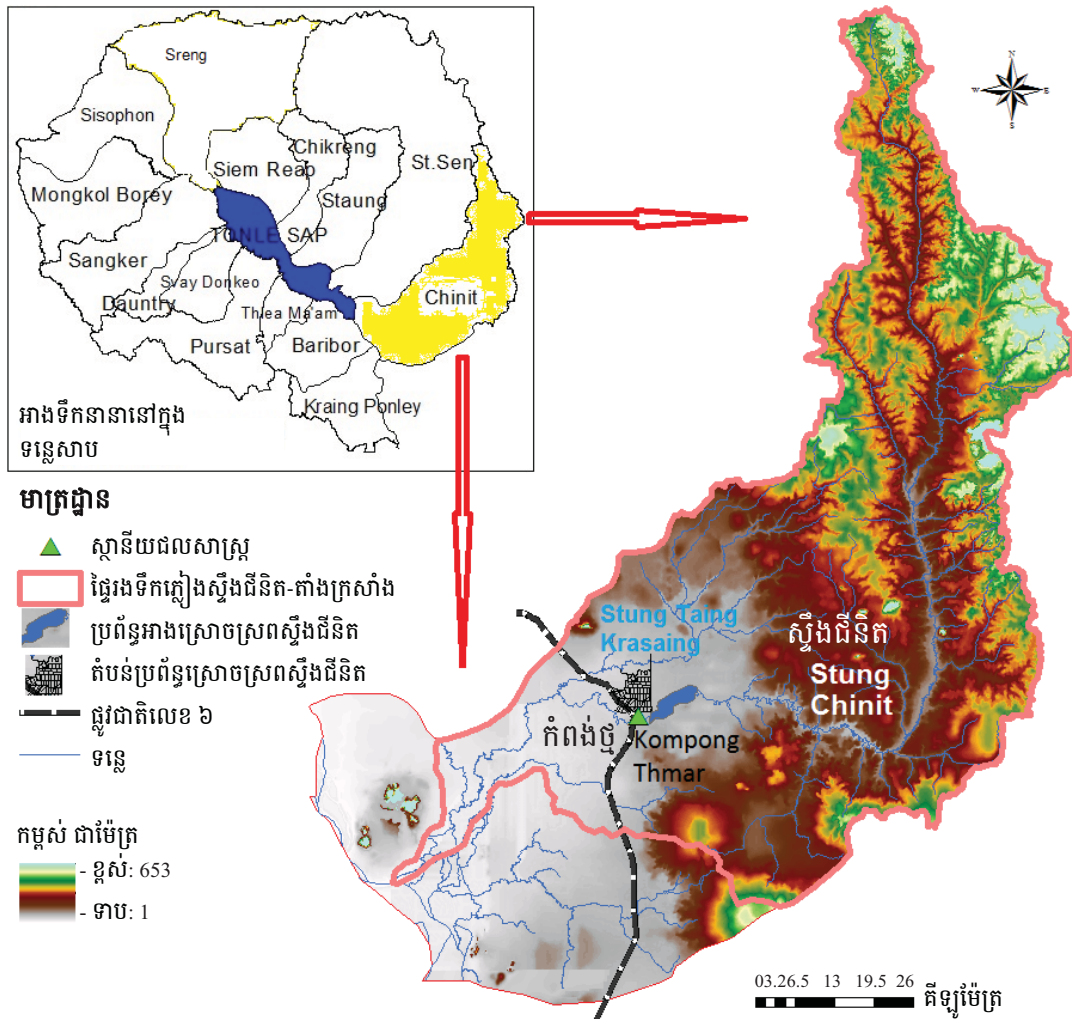 Sreng
Sisophon
Chikreng
Siem Reap
St.Sen
Mongkol Borey
Staung
TONLE SAP
Sangker
Svay Donkeo
Dauntry
Thlea Ma'am
Chinit
Pursat
Baribor
Kraing Ponley
អាងទឹកនានានៅក្នុង
ទន្លេសាប
N
W E
S
មាត្រដ្ឋាន
ស្ថានីយជលសាស្ត្រ
ផ្ទៃរងទឹកភ្លៀងស្ទឹងជីនិត-តាំងក្រសាំង
ប្រព័ន្ធអាងស្រោចស្រពស្ទឹងជីនិត
តំបន់ប្រព័ន្ធស្រោចស្រពស្ទឹងជីនិត
ផ្លូវជាតិលេខ ៦
ទន្លេ
កម្ពស់ ជាម៉ែត្រ
- ខ្ពស់: 653
- ទាប: 1
Stung Taing
Krasaing
ស្ទឹងជីនិត
Stung
Chinit
កំពង់ថ្ម
Kompong
Thmar
03.26.5 13 19.5 26
គីឡូម៉ែត្រ